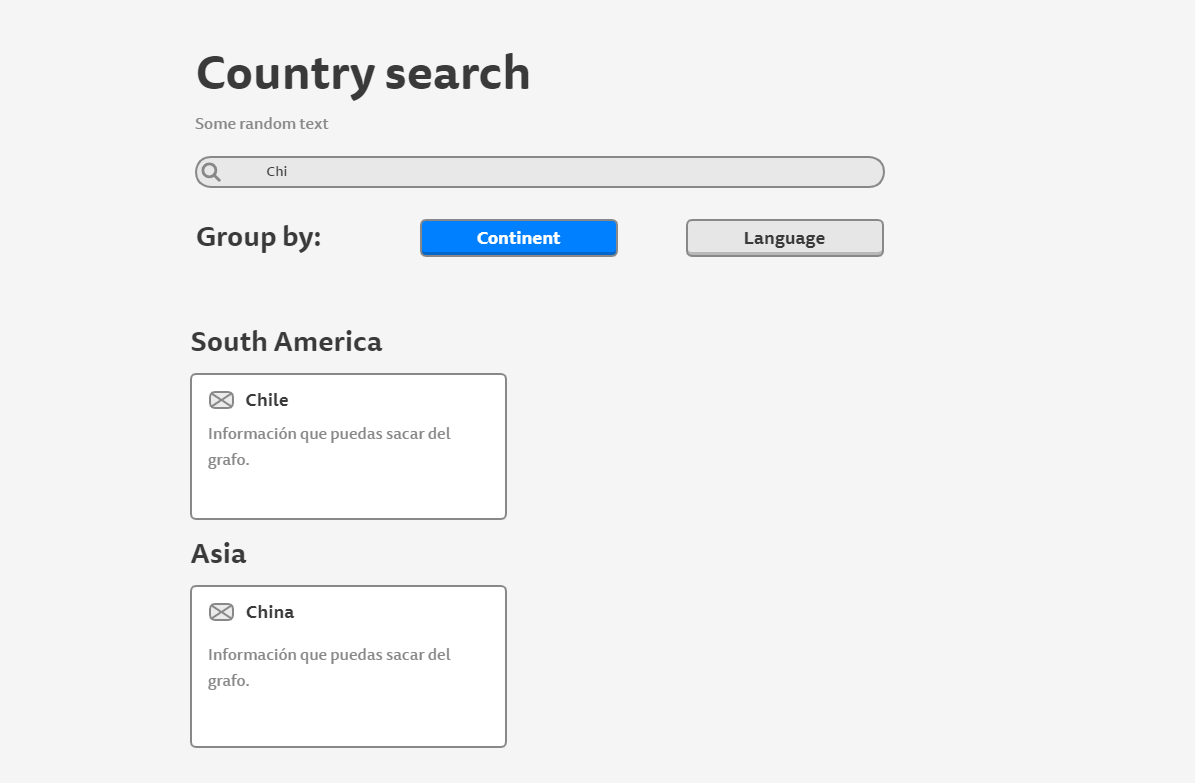 Country search
Some random text
Chi
Group by:
Continent
Language
South America
Chile
Información que puedas sacar del
grafo.
Asia
China
Información que puedas sacar del
grafo.